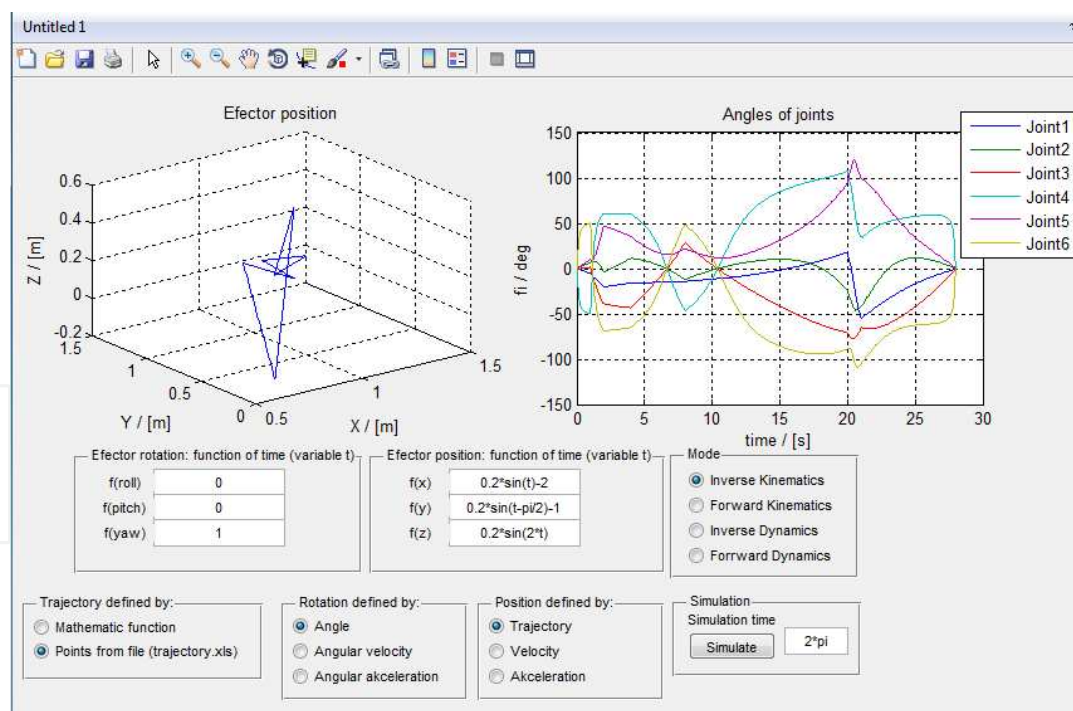 Untitled 1
Efector position
Z / [m]
0.6
0.4
0.2
0
-0.2
1.5
1
0.5
0
Y / [m]
0.5
1
1.5
X / [m]
Angles of joints
fi / deg
150
100
50
0
-50
-100
-150
0 5 10 15 20 25 30
time / [s]
Joint1
Joint2
Joint3
Joint4
Joint5
Joint6
Efector rotation: function of time (variable t)
f(roll) 0
f(pitch) 0
f(yaw) 1
Efector position: function of time (variable t)
f(x) 0.2*sin(t)-2
f(y) 0.2*sin(t-pi/2)-1
f(z) 0.2*sin(2*t)
Mode
Inverse Kinematics
Forward Kinematics
Inverse Dynamics
Forrward Dynamics
Trajectory defined by:
Mathematic function
Points from file (trajectory.xls)
Rotation defined by:
Angle
Angular velocity
Angular akceleration
Position defined by:
Trajectory
Velocity
Akceleration
Simulation
Simulation time
Simulate 2*pi